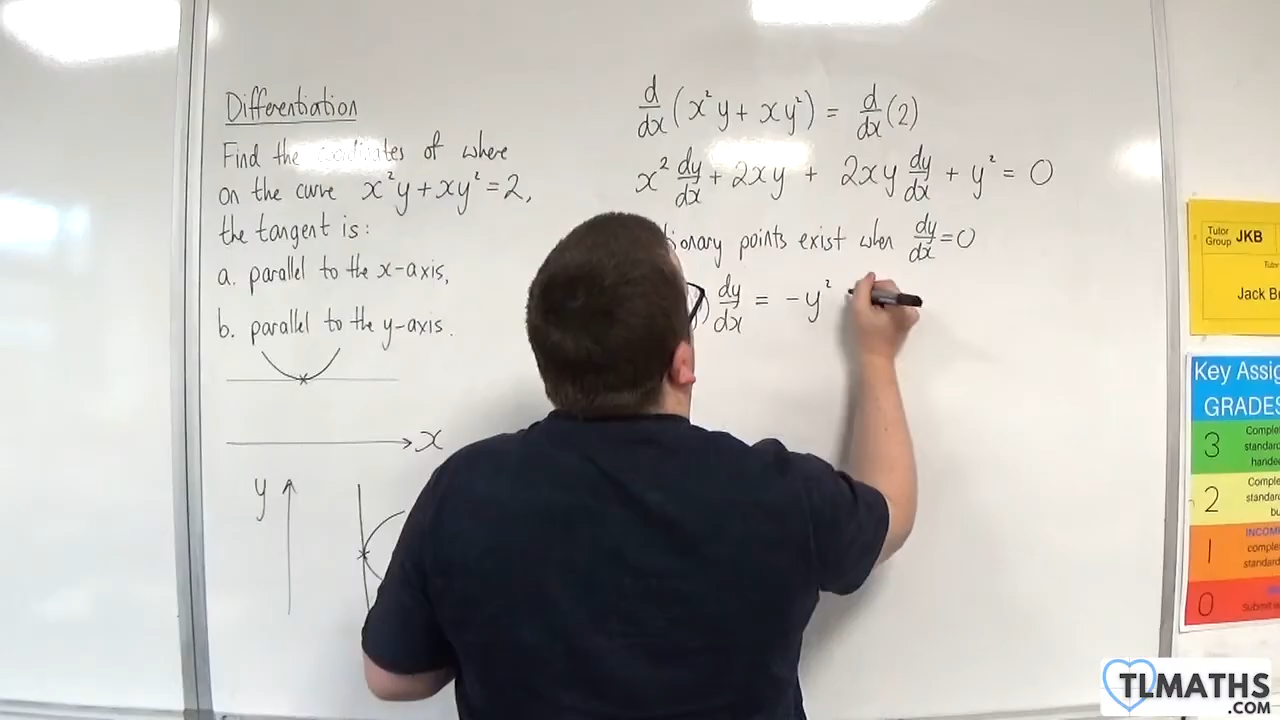 Differentiation
Find the coordinates of where
on the curve x²y + xy² = 2,
the tangent is:
a. parallel to the x-axis,
b. parallel to the y-axis.
x
y
d/dx (x²y + xy²) = d/dx (2)
x² dy/dx + 2xy + 2xy dy/dx + y² = 0
points exist when dy/dx = 0
) dy/dx = -y²
Tutor Group JKB
Jack
Key
GRADES
3
2
1
0
TLMATHS
.COM